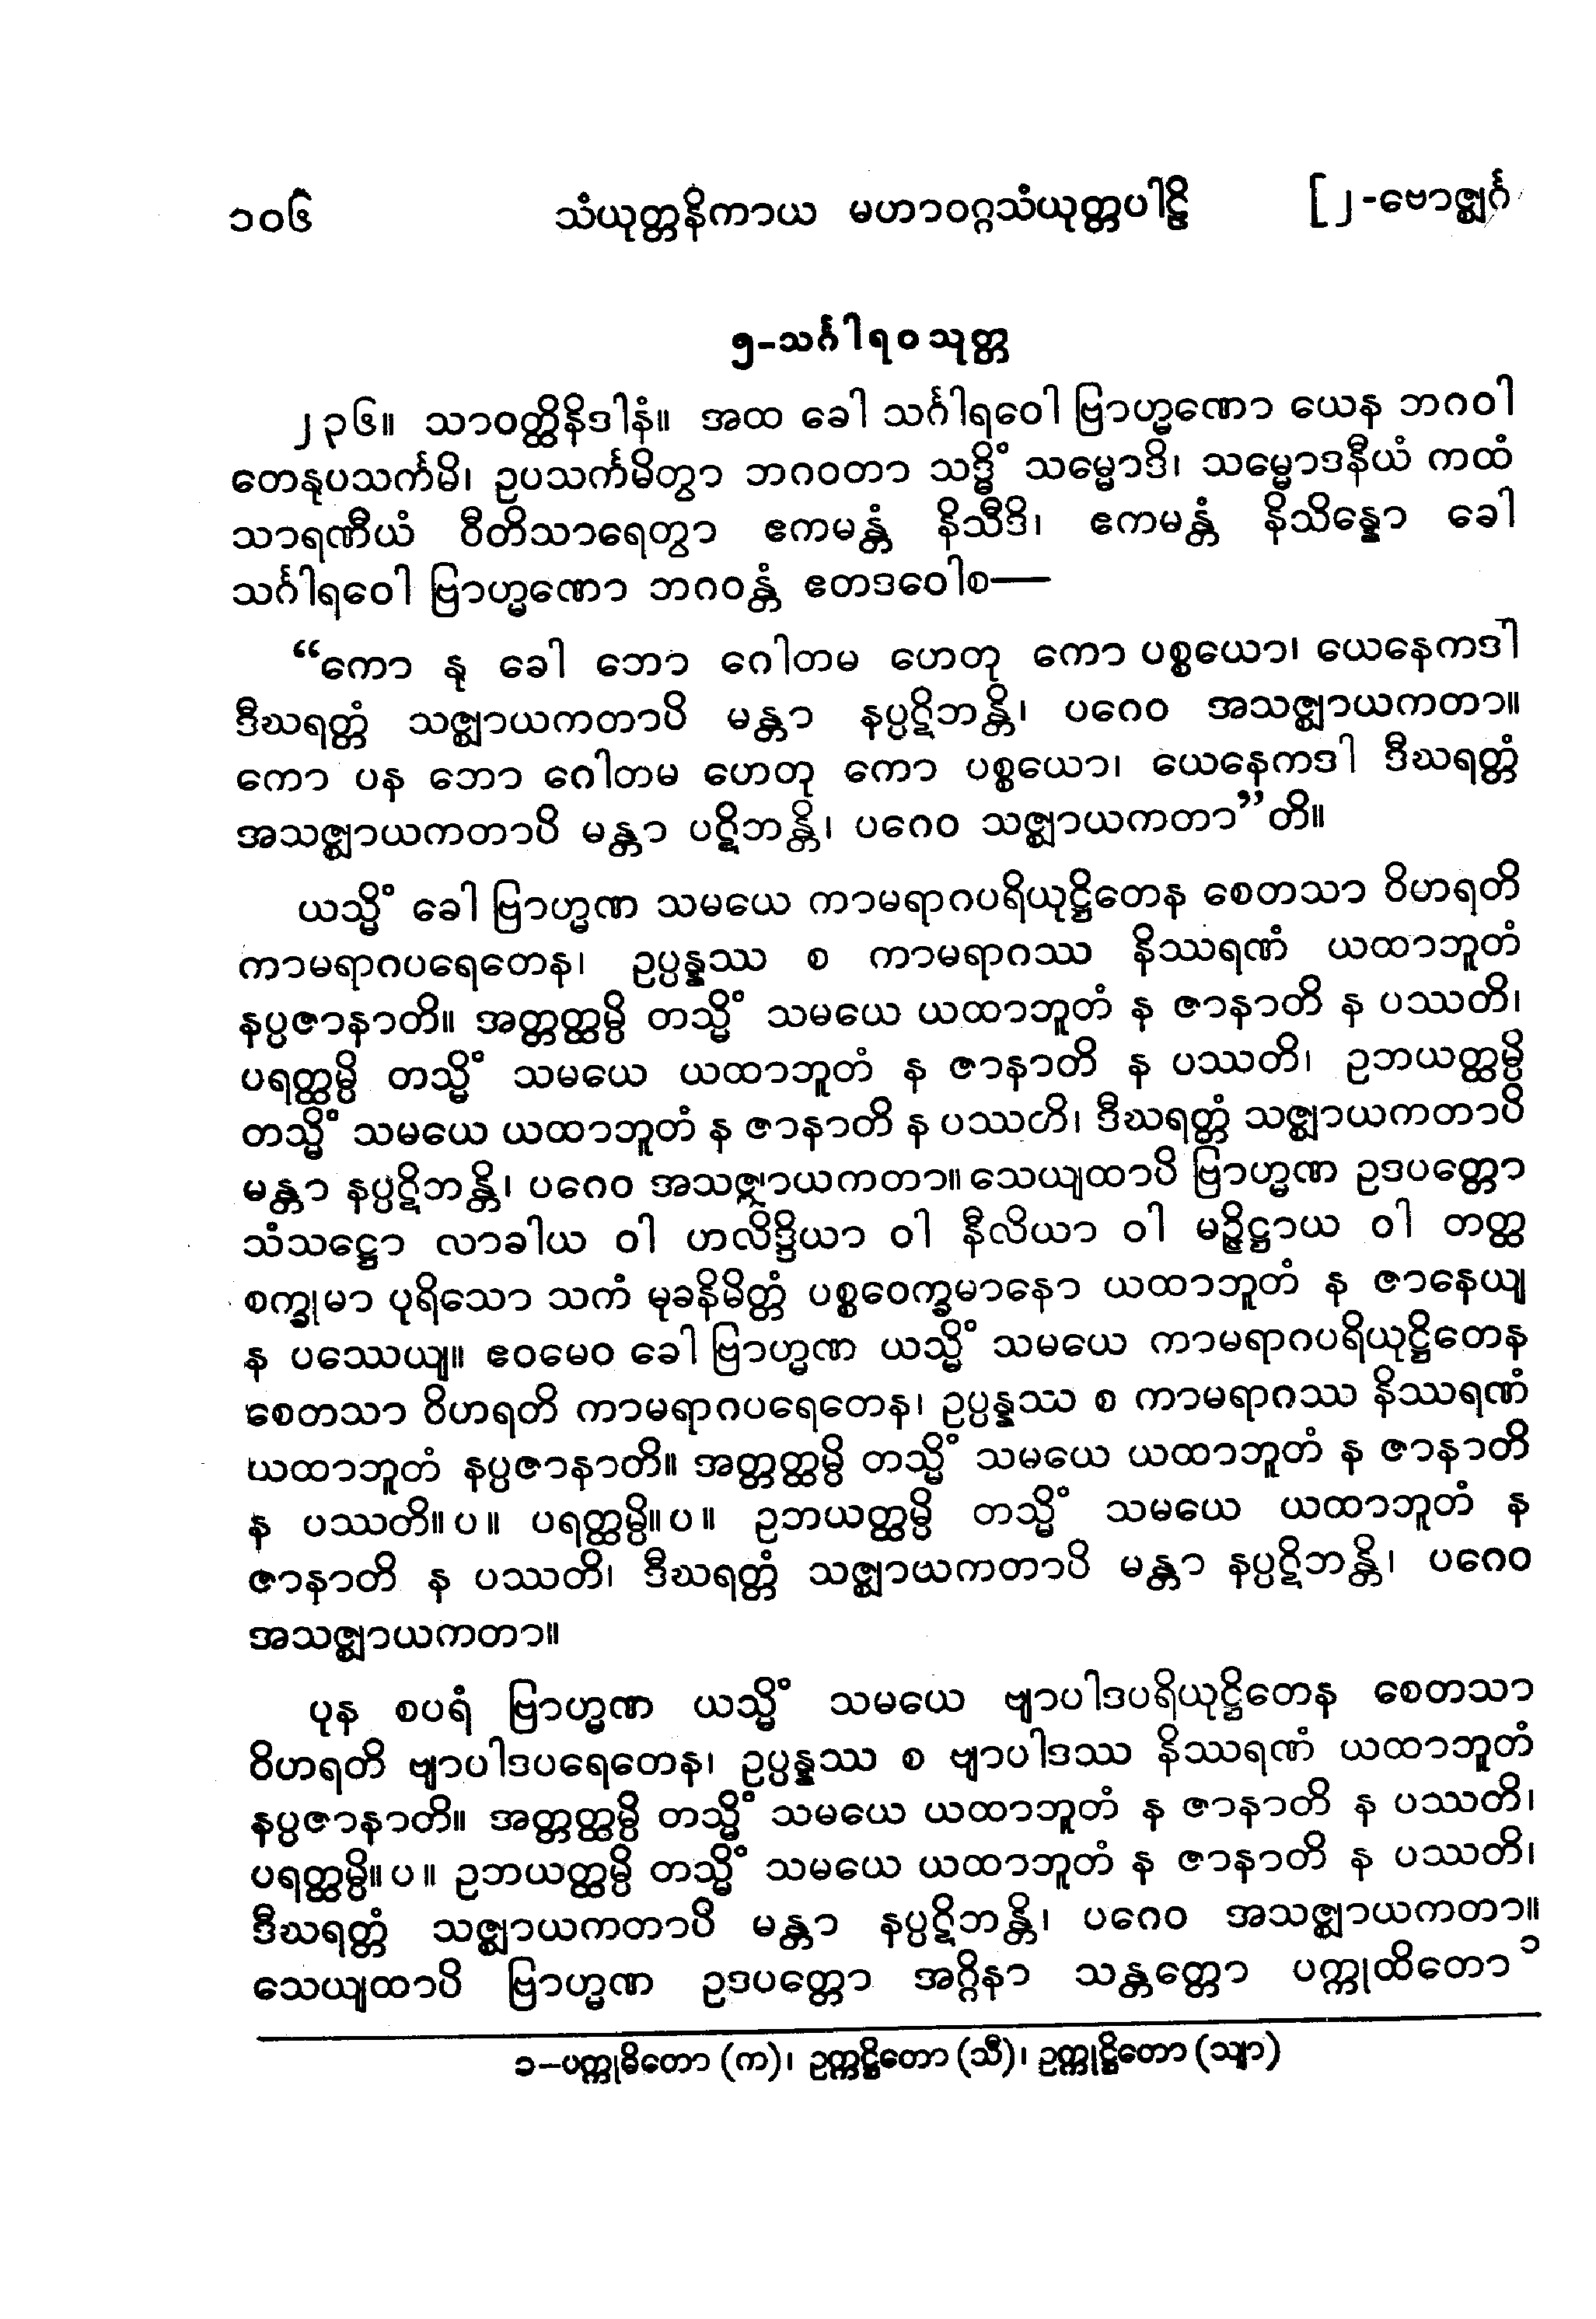 ၁၀၆ သံယုတ္တနိကာယ မဟာဝဂ္ဂသံယုတ္တပါဠိ [၂-ဗောဇ္ဈင်္ဂ
၅-သင်္ဂါရဝသုတ္တ
၂၃၆။ သာဝတ္ထိနိဒါနံ။ အထ ခေါ သင်္ဂါရဝေါ ဗြာဟ္မဏော ယေန ဘဂဝါ
တေနုပသင်္ကမိ၊ ဥပသင်္ကမိတွာ ဘဂဝတာ သဒ္ဓိံ သမ္မောဒိ၊ သမ္မောဒနီယံ ကထံ
သာရဏီယံ ဝီတိသာရေတွာ ဧကမန္တံ နိသီဒိ၊ ဧကမန္တံ နိသိန္နော ခေါ
သင်္ဂါရဝေါ ဗြာဟ္မဏော ဘဂဝန္တံ ဧတဒဝေါစ—
“ကော နု ခေါ ဘော ဂေါတမ ဟေတု ကော ပစ္စယော၊ ယေနေကဒါ
ဒီဃရတ္တံ သဇ္ဈာယကတာပိ မန္တာ နပ္ပဋိဘန္တိ၊ ပဂေဝ အသဇ္ဈာယကတာ။
ကော ပန ဘော ဂေါတမ ဟေတု ကော ပစ္စယော၊ ယေနေကဒါ ဒီဃရတ္တံ
အသဇ္ဈာယကတာပိ မန္တာ ပဋိဘန္တိ၊ ပဂေဝ သဇ္ဈာယကတာ”တိ။
ယသ္မိံ ခေါ ဗြာဟ္မဏ သမယေ ကာမရာဂပရိယုဋ္ဌိတေန စေတသာ ဝိဟရတိ
ကာမရာဂပရေတေန၊ ဥပ္ပန္နဿ စ ကာမရာဂဿ နိဿရဏံ ယထာဘူတံ
နပ္ပဇာနာတိ။ အတ္တတ္ထမ္ပိ တသ္မိံ သမယေ ယထာဘူတံ န ဇာနာတိ န ပဿတိ၊
ပရတ္ထမ္ပိ တသ္မိံ သမယေ ယထာဘူတံ န ဇာနာတိ န ပဿတိ၊ ဥဘယတ္ထမ္ပိ
တသ္မိံ သမယေ ယထာဘူတံ န ဇာနာတိ န ပဿတိ၊ ဒီဃရတ္တံ သဇ္ဈာယကတာပိ
မန္တာ နပ္ပဋိဘန္တိ၊ ပဂေဝ အသဇ္ဈာယကတာ။ သေယျထာပိ ဗြာဟ္မဏ ဥဒပတ္တော
သံသဋ္ဌော လာခါယ ဝါ ဟလိဒ္ဒိယာ ဝါ နီလိယာ ဝါ မဉ္ဇိဋ္ဌာယ ဝါ တတ္ထ
စက္ခုမာ ပုရိသော သကံ မုခနိမိတ္တံ ပစ္စဝေက္ခမာနော ယထာဘူတံ န ဇာနေယျ
န ပဿေယျ။ ဧဝမေဝ ခေါ ဗြာဟ္မဏ ယသ္မိံ သမယေ ကာမရာဂပရိယုဋ္ဌိတေန
စေတသာ ဝိဟရတိ ကာမရာဂပရေတေန၊ ဥပ္ပန္နဿ စ ကာမရာဂဿ နိဿရဏံ
ယထာဘူတံ နပ္ပဇာနာတိ။ အတ္တတ္ထမ္ပိ တသ္မိံ သမယေ ယထာဘူတံ န ဇာနာတိ
န ပဿတိ။ပ။ ပရတ္ထမ္ပိ။ပ။ ဥဘယတ္ထမ္ပိ တသ္မိံ သမယေ ယထာဘူတံ န
ဇာနာတိ န ပဿတိ၊ ဒီဃရတ္တံ သဇ္ဈာယကတာပိ မန္တာ နပ္ပဋိဘန္တိ၊ ပဂေဝ
အသဇ္ဈာယကတာ။
ပုန စပရံ ဗြာဟ္မဏ ယသ္မိံ သမယေ ဗျာပါဒပရိယုဋ္ဌိတေန စေတသာ
ဝိဟရတိ ဗျာပါဒပရေတေန၊ ဥပ္ပန္နဿ စ ဗျာပါဒဿ နိဿရဏံ ယထာဘူတံ
နပ္ပဇာနာတိ။ အတ္တတ္ထမ္ပိ တသ္မိံ သမယေ ယထာဘူတံ န ဇာနာတိ န ပဿတိ၊
ပရတ္ထမ္ပိ။ပ။ ဥဘယတ္ထမ္ပိ တသ္မိံ သမယေ ယထာဘူတံ န ဇာနာတိ န ပဿတိ၊
ဒီဃရတ္တံ သဇ္ဈာယကတာပိ မန္တာ နပ္ပဋိဘန္တိ၊ ပဂေဝ အသဇ္ဈာယကတာ။
သေယျထာပိ ဗြာဟ္မဏ ဥဒပတ္တော အဂ္ဂိနာ သန္တတ္တော ပက္ကုထိတော ၁
၁−ပက္ကုဓိတော (က)၊ ဥက္ကဋ္ဌိတော (သီ)၊ ဥက္ကုဋ္ဌိတော (သျာ)